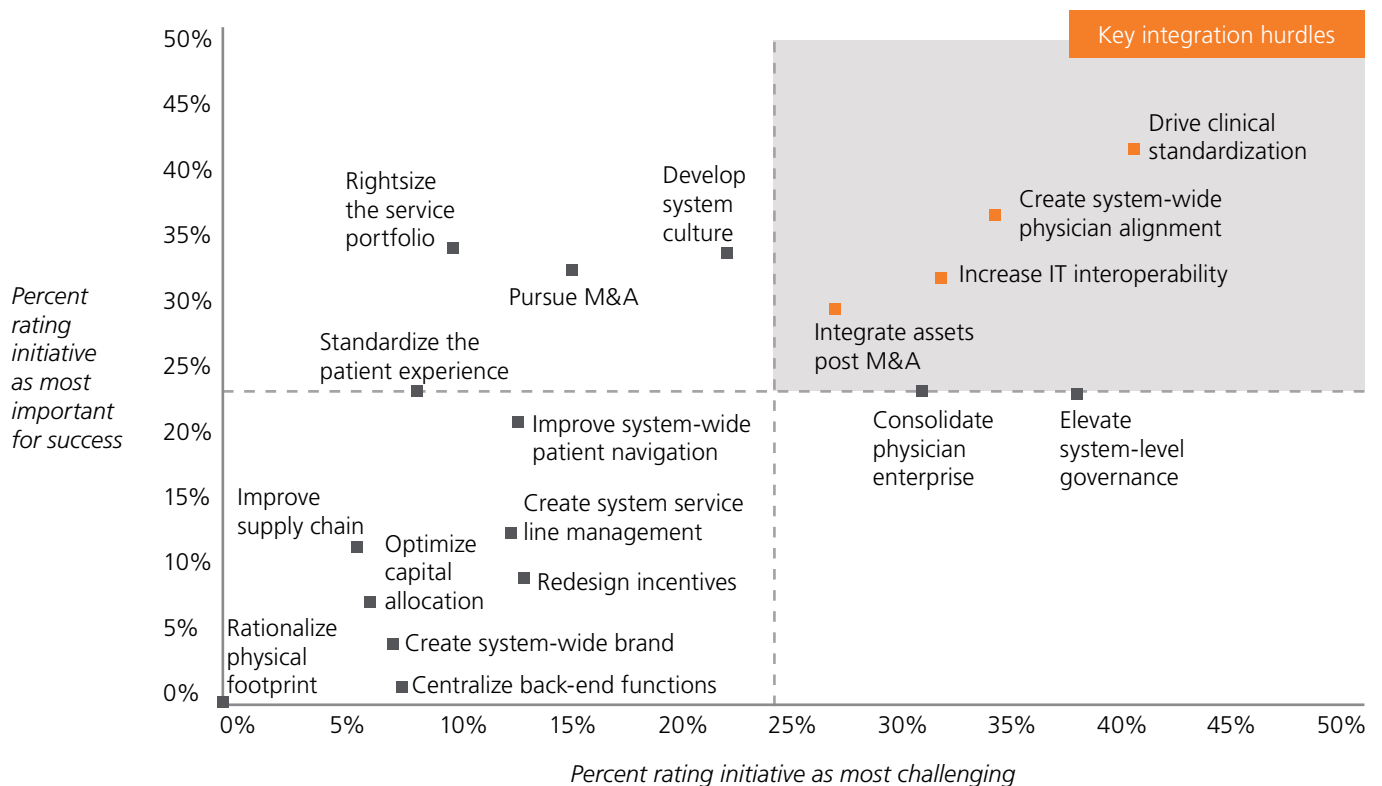 Key integration hurdles
50%
45%
40%
35%
30%
25%
20%
15%
10%
5%
0%
Percent
rating
initiative
as most
important
for success
Drive clinical
standardization
Rightsize
the service
portfolio
Develop
system
culture
Create system-wide
physician alignment
Pursue M&A
Increase IT interoperability
Integrate assets
post M&A
Standardize the
patient experience
Improve system-wide
patient navigation
Consolidate
physician
enterprise
Elevate
system-level
governance
Improve
supply chain
Create system service
line management
Optimize
capital
allocation
Redesign incentives
Rationalize
physical
footprint
Create system-wide brand
Centralize back-end functions
0%
5%
10%
15%
20%
25%
30%
35%
40%
45%
50%
Percent rating initiative as most challenging